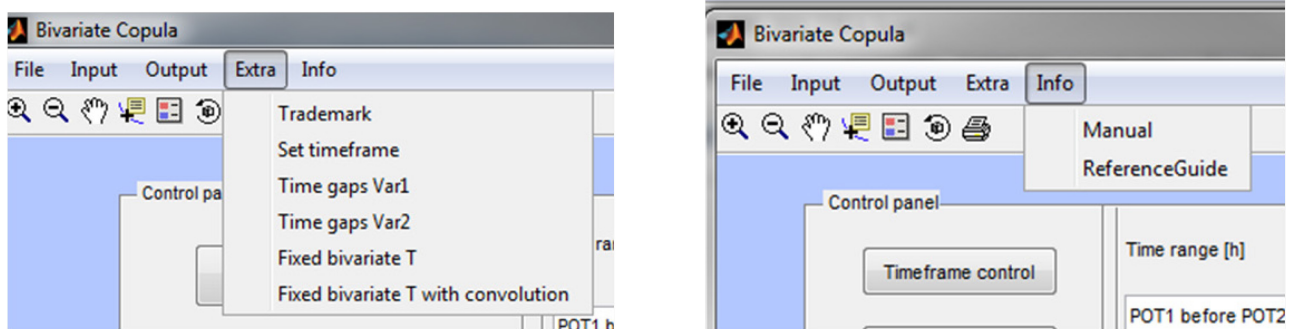 Bivariate Copula
File Input Output Extra Info
Trademark
Set timeframe
Time gaps Var1
Time gaps Var2
Fixed bivariate T
Fixed bivariate T with convolution
Control pa
POT1 b
Bivariate Copula
File Input Output Extra Info
Manual
ReferenceGuide
Control panel
Timeframe control
Time range [h]
POT1 before POT2